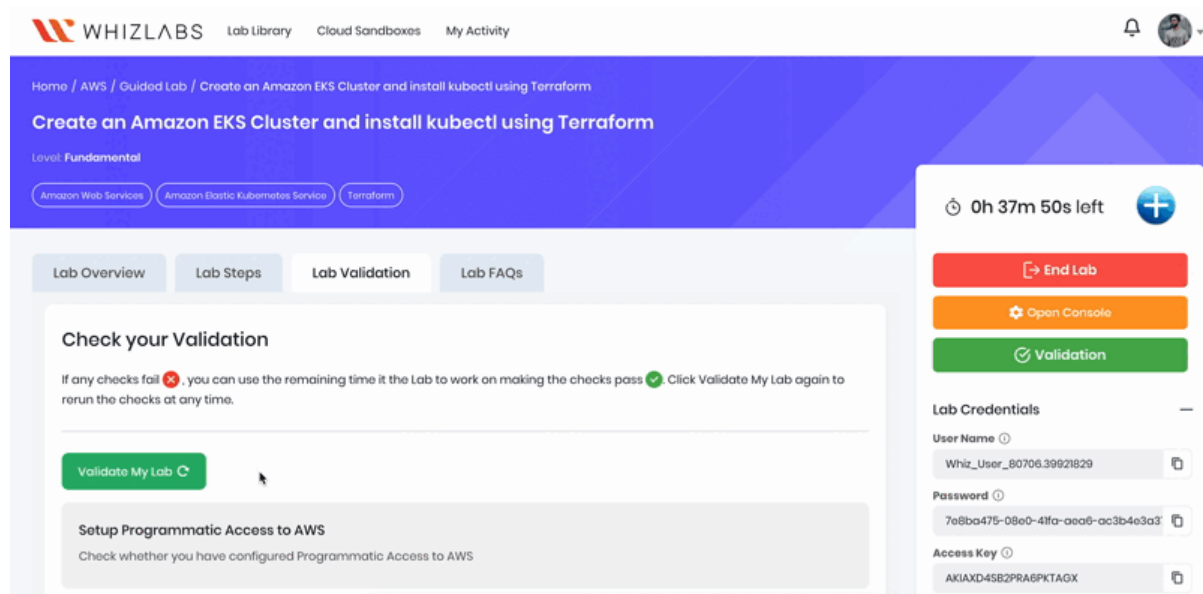 WHIZLABS Lab Library Cloud Sandboxes My Activity
Home / AWS / Guided Lab / Create an Amazon EKS Cluster and install kubectl using Terraform
Create an Amazon EKS Cluster and install kubectl using Terraform
Level: Fundamental
Amazon Web Services Amazon Elastic Kubernetes Service Terraform
0h 37m 50s left
End Lab
Open Console
Validation
Lab Overview Lab Steps Lab Validation Lab FAQs
Check your Validation
If any checks fail , you can use the remaining time it the Lab to work on making the checks pass . Click Validate My Lab again to
rerun the checks at any time.
Validate My Lab
Setup Programmatic Access to AWS
Check whether you have configured Programmatic Access to AWS
Lab Credentials
User Name
Whiz_User_80706.39921829
Password
7e8ba475-08e0-41fa-aea6-ac3b4e3a3
Access Key
AKIAXD4SB2PRA6PKTAGX